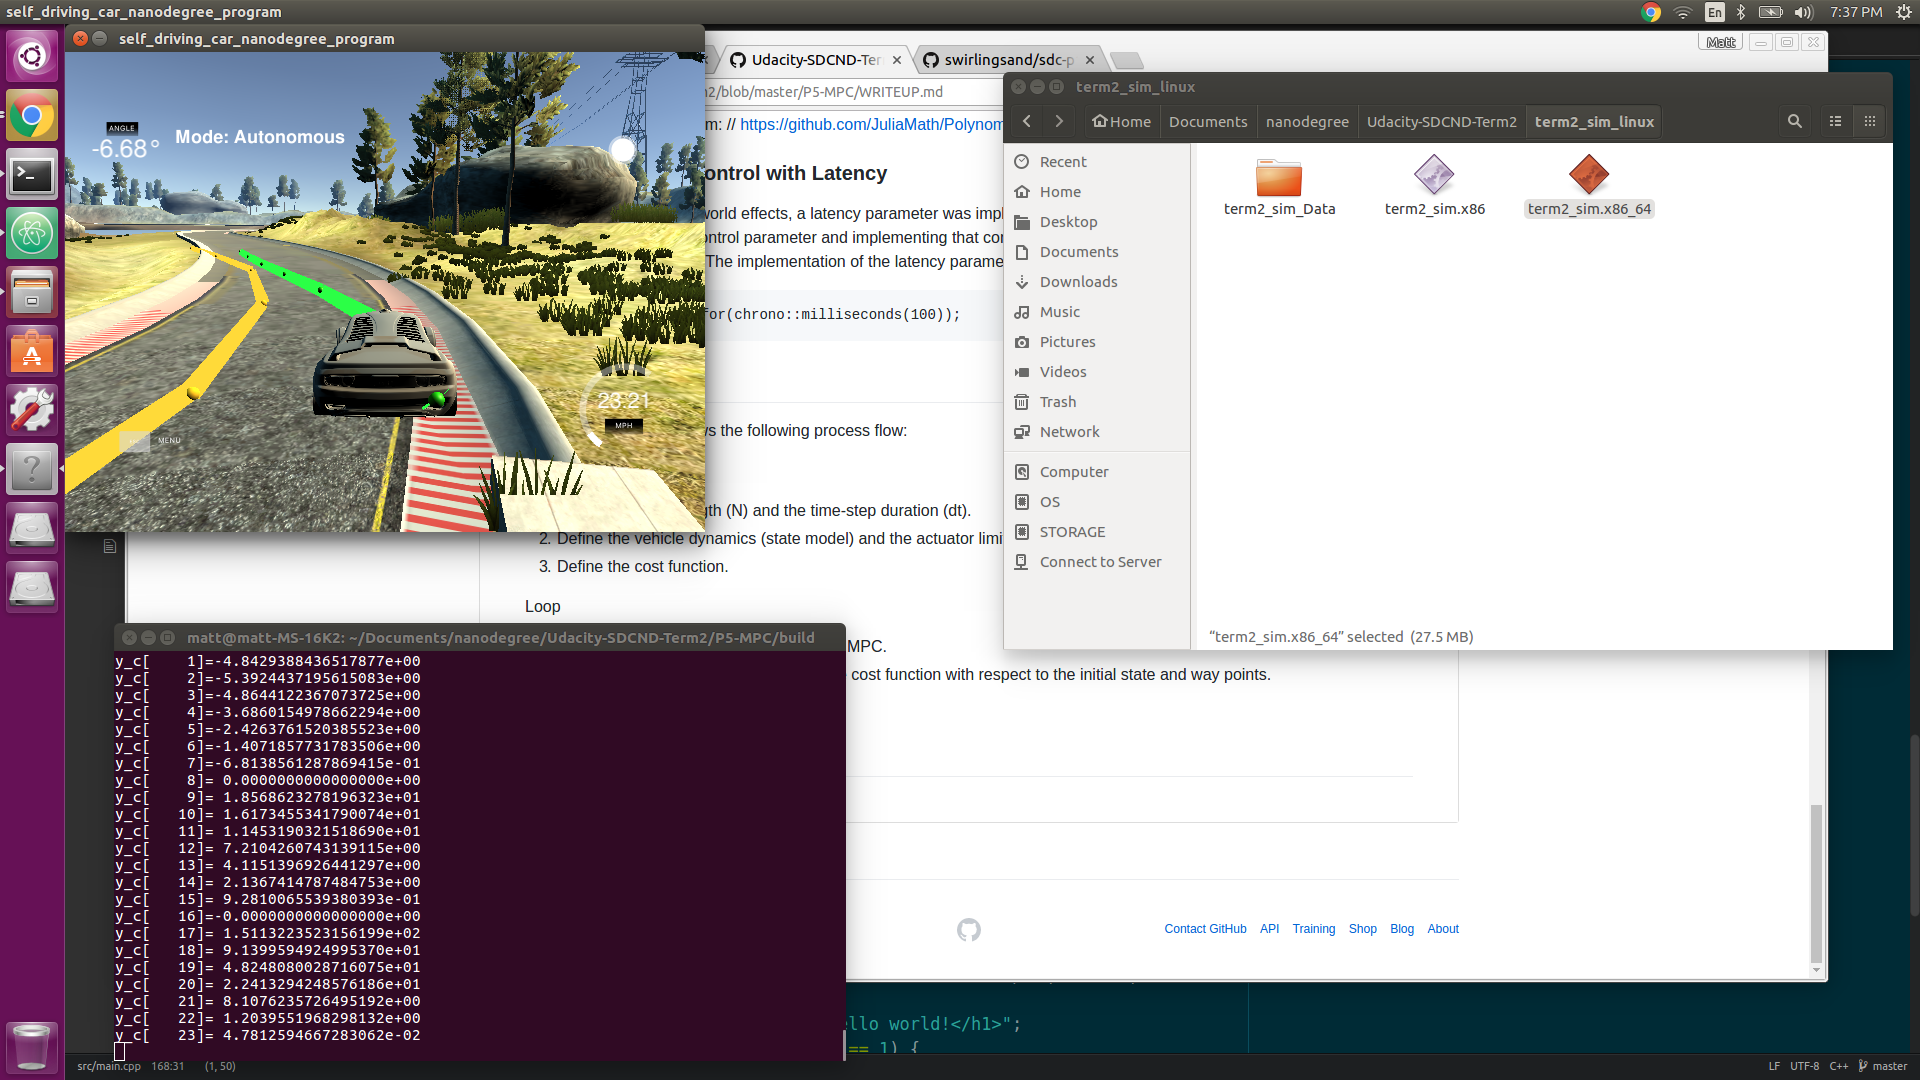 self_driving_car_nanodegree_program
En
7:37 PM
self_driving_car_nanodegree_program
ANGLE
-6.68°
Mode: Autonomous
23.21
MPH
MENU
Udacity-SDCND-Ter
swirlingsand/sdc-p
Matt
2/blob/master/P5-MPC/WRITEUP.md
m: // https://github.com/JuliaMath/Polynom
ontrol with Latency
world effects, a latency parameter was impl
ontrol parameter and implementing that con
The implementation of the latency parame
for(chrono::milliseconds(100));
s the following process flow:
gth (N) and the time-step duration (dt).
2. Define the vehicle dynamics (state model) and the actuator limi
3. Define the cost function.
Loop
MPC.
cost function with respect to the initial state and way points.
Contact GitHub API Training Shop Blog About
term2_sim_linux
Home Documents nanodegree Udacity-SDCND-Term2 term2_sim_linux
Recent
Home
Desktop
Documents
Downloads
Music
Pictures
Videos
Trash
Network
Computer
OS
STORAGE
Connect to Server
term2_sim_Data
term2_sim.x86
term2_sim.x86_64
“term2_sim.x86_64” selected (27.5 MB)
matt@matt-MS-16K2: ~/Documents/nanodegree/Udacity-SDCND-Term2/P5-MPC/build
y_c[ 1]=-4.8429388436517877e+00
y_c[ 2]=-5.3924437195615083e+00
y_c[ 3]=-4.8644122367073725e+00
y_c[ 4]=-3.6860154978662294e+00
y_c[ 5]=-2.4263761520385523e+00
y_c[ 6]=-1.4071857731783506e+00
y_c[ 7]=-6.8138561287869415e-01
y_c[ 8]= 0.0000000000000000e+00
y_c[ 9]= 1.8568623278196323e+01
y_c[ 10]= 1.6173455341790074e+01
y_c[ 11]= 1.1453190321518690e+01
y_c[ 12]= 7.2104260743139115e+00
y_c[ 13]= 4.1151396926441297e+00
y_c[ 14]= 2.1367414787484753e+00
y_c[ 15]= 9.2810065539380393e-01
y_c[ 16]=-0.0000000000000000e+00
y_c[ 17]= 1.5113223523156199e+02
y_c[ 18]= 9.1399594924995370e+01
y_c[ 19]= 4.8248080028716075e+01
y_c[ 20]= 2.2413294248576186e+01
y_c[ 21]= 8.1076235726495192e+00
y_c[ 22]= 1.2039551968298132e+00
y_c[ 23]= 4.7812594667283062e-02
llo world!</h1>";
== 1) {
src/main.cpp 168:31 (1, 50)
LF UTF-8 C++ master